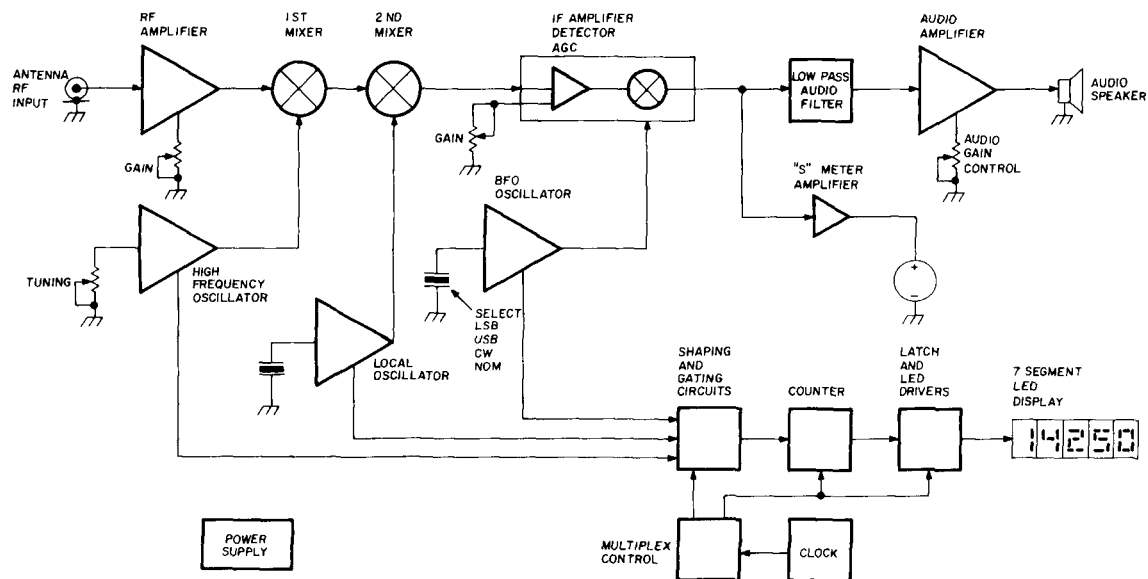 RF
AMPLIFIER
1ST
MIXER
2ND
MIXER
IF AMPLIFIER
DETECTOR
AGC
AUDIO
AMPLIFIER
ANTENNA
RF
INPUT
LOW PASS
AUDIO
FILTER
AUDIO
SPEAKER
GAIN
GAIN
AUDIO
GAIN
CONTROL
"S" METER
AMPLIFIER
BFO
OSCILLATOR
TUNING
HIGH
FREQUENCY
OSCILLATOR
+
−
SELECT
LSB
USB
CW
NOM
LOCAL
OSCILLATOR
SHAPING
AND
GATING
CIRCUITS
COUNTER
LATCH
AND
LED
DRIVERS
7 SEGMENT
LED
DISPLAY
14250
POWER
SUPPLY
MULTIPLEX
CONTROL
CLOCK